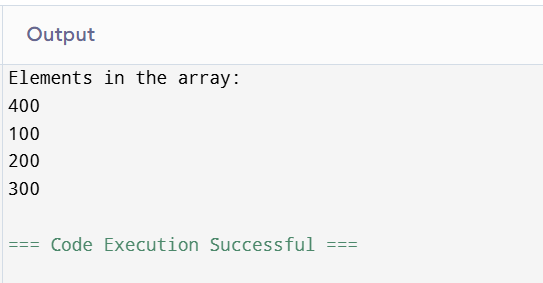 Output
Elements in the array:
400
100
200
300
=== Code Execution Successful ===